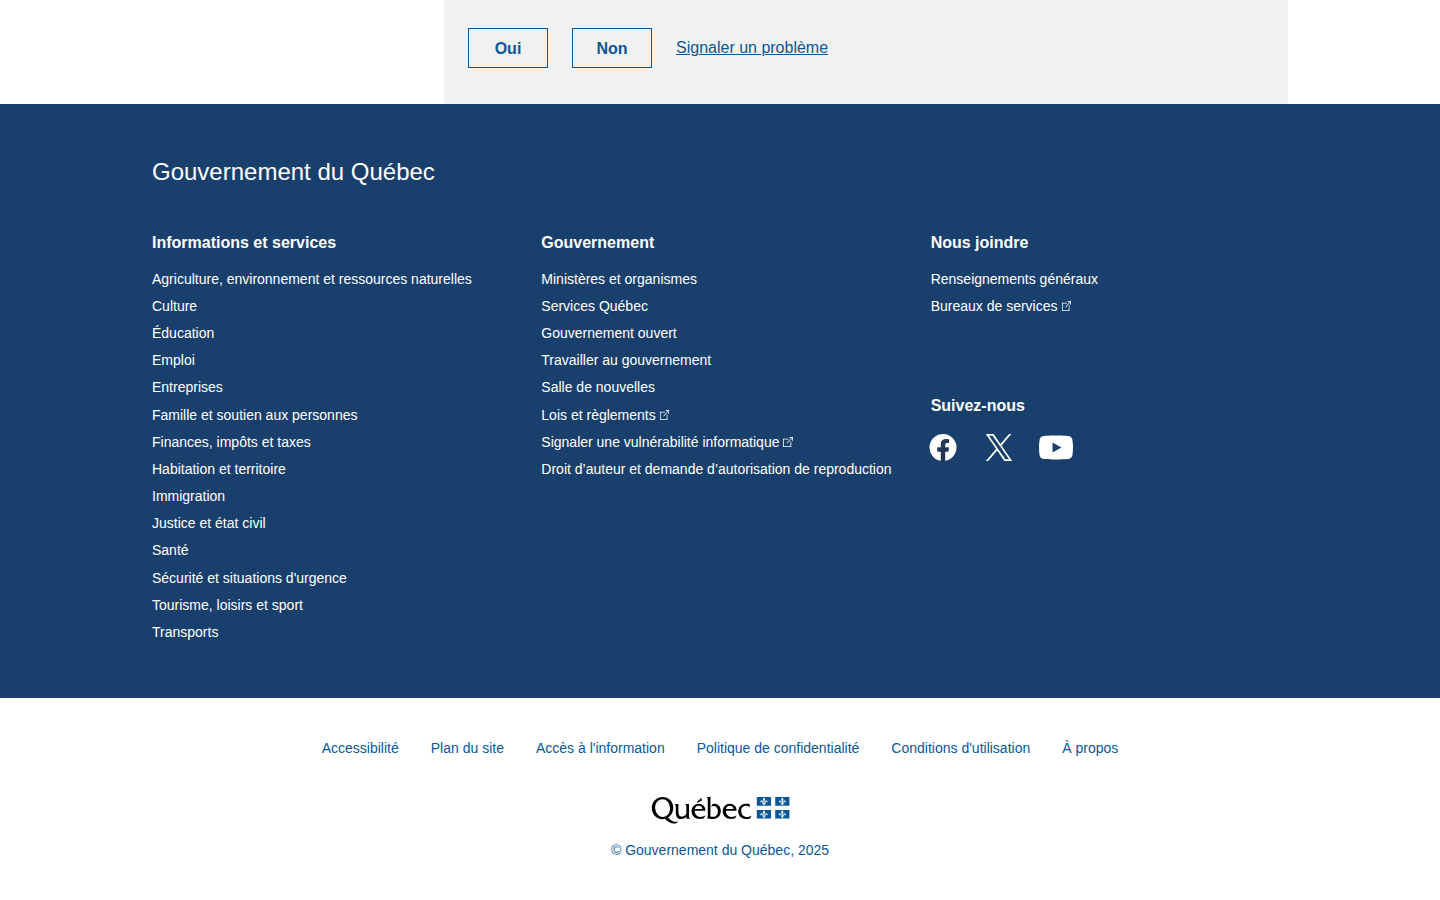 Oui
Non
Signaler un problème
Gouvernement du Québec
Informations et services
Agriculture, environnement et ressources naturelles
Culture
Éducation
Emploi
Entreprises
Famille et soutien aux personnes
Finances, impôts et taxes
Habitation et territoire
Immigration
Justice et état civil
Santé
Sécurité et situations d'urgence
Tourisme, loisirs et sport
Transports
Gouvernement
Ministères et organismes
Services Québec
Gouvernement ouvert
Travailler au gouvernement
Salle de nouvelles
Lois et règlements
Signaler une vulnérabilité informatique
Droit d’auteur et demande d’autorisation de reproduction
Nous joindre
Renseignements généraux
Bureaux de services
Suivez-nous
Accessibilité
Plan du site
Accès à l'information
Politique de confidentialité
Conditions d'utilisation
À propos
Québec
© Gouvernement du Québec, 2025